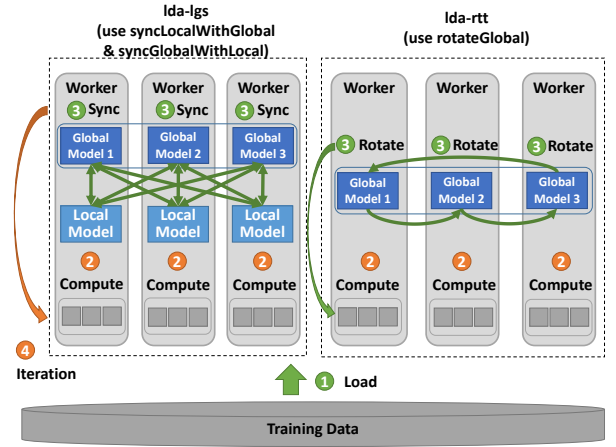 lda-lgs
(use syncLocalWithGlobal
& syncGlobalWithLocal)
lda-rtt
(use rotateGlobal)
Worker
Worker
Worker
3 Sync
3 Sync
3 Sync
Global
Model 1
Global
Model 2
Global
Model 3
Local
Model
Local
Model
Local
Model
2
2
2
Compute
Compute
Compute
4
Iteration
Worker
Worker
Worker
3 Rotate
3 Rotate
3 Rotate
Global
Model 1
Global
Model 2
Global
Model 3
2
2
2
Compute
Compute
Compute
1 Load
Training Data